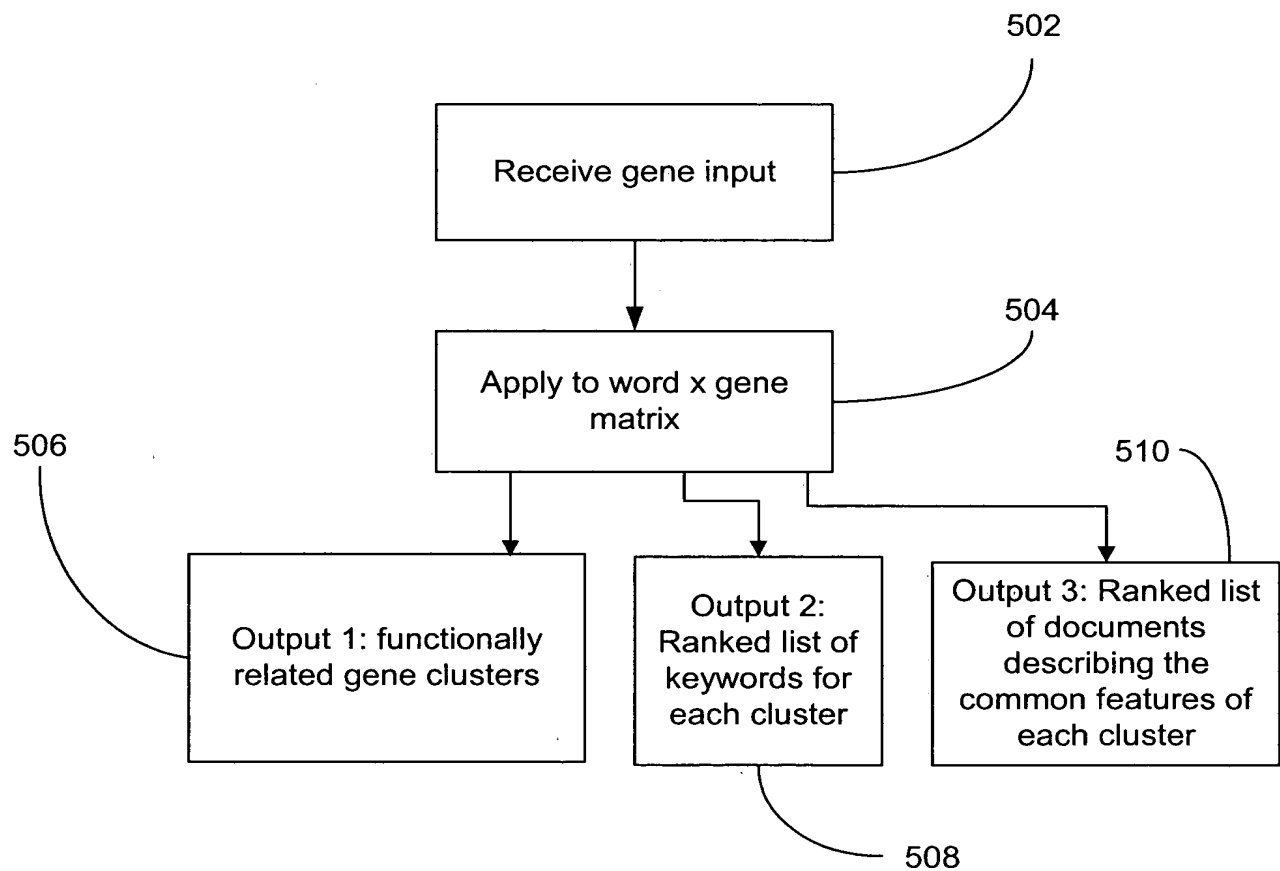 502
Receive gene input
504
Apply to word x gene
matrix
506
510
Output 1: functionally
related gene clusters
Output 2:
Ranked list of
keywords for
each cluster
Output 3: Ranked list
of documents
describing the
common features of
each cluster
508